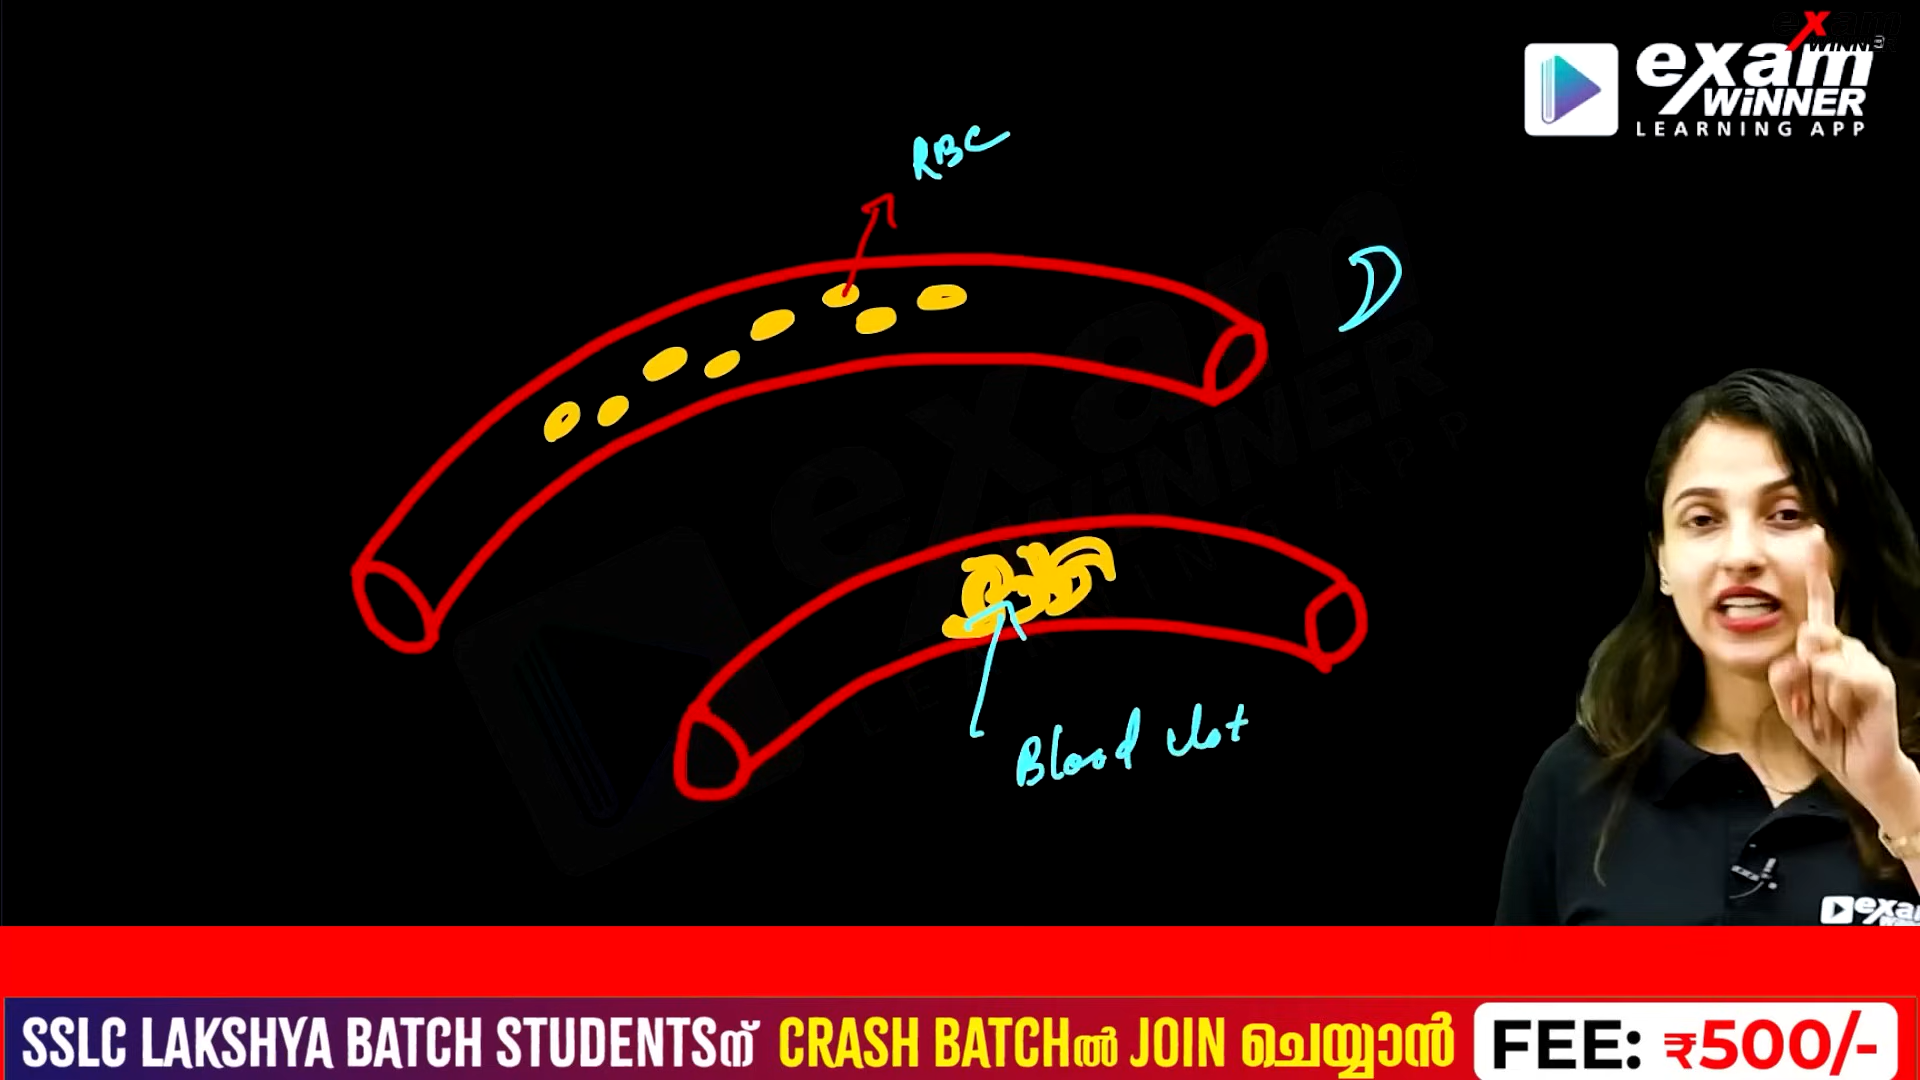 exam
WINNER
LEARNING APP
RBC
Blood clot
SSLC LAKSHYA BATCH STUDENTSന് CRASH BATCHൽ JOIN ചെയ്യാൻ FEE: ₹500/-